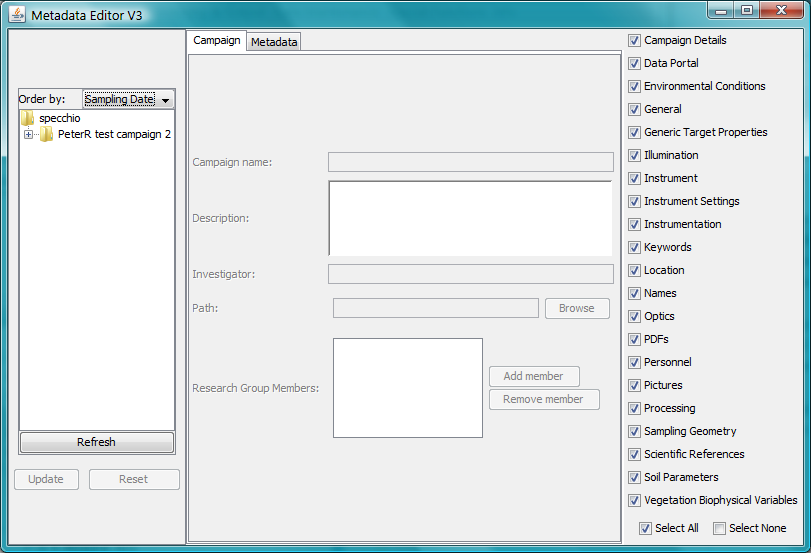 Metadata Editor V3
Order by: Sampling Date
specchio
PeterR test campaign 2
Refresh
Update Reset
Campaign Metadata
Campaign name:
Description:
Investigator:
Path: Browse
Research Group Members:
Add member
Remove member
Campaign Details
Data Portal
Environmental Conditions
General
Generic Target Properties
Illumination
Instrument
Instrument Settings
Instrumentation
Keywords
Location
Names
Optics
PDFs
Personnel
Pictures
Processing
Sampling Geometry
Scientific References
Soil Parameters
Vegetation Biophysical Variables
Select All Select None